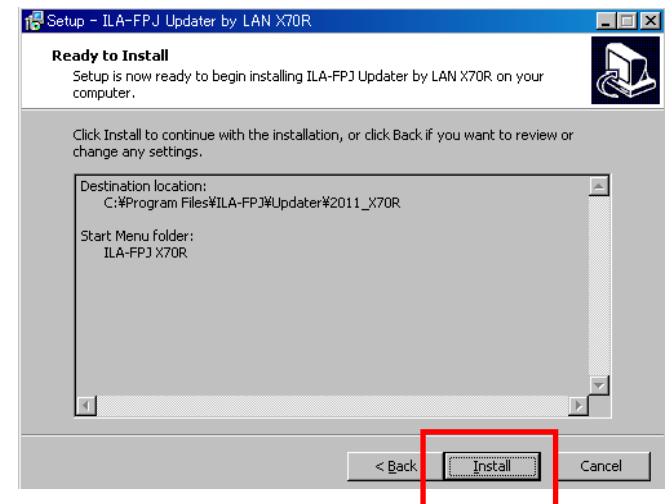 Setup - ILA-FPJ Updater by LAN X70R
Ready to Install
Setup is now ready to begin installing ILA-FPJ Updater by LAN X70R on your
computer.
Click Install to continue with the installation, or click Back if you want to review or
change any settings.
Destination location:
C:¥Program Files¥ILA-FPJ¥Updater¥2011_X70R
Start Menu folder:
ILA-FPJ X70R
< Back Install Cancel